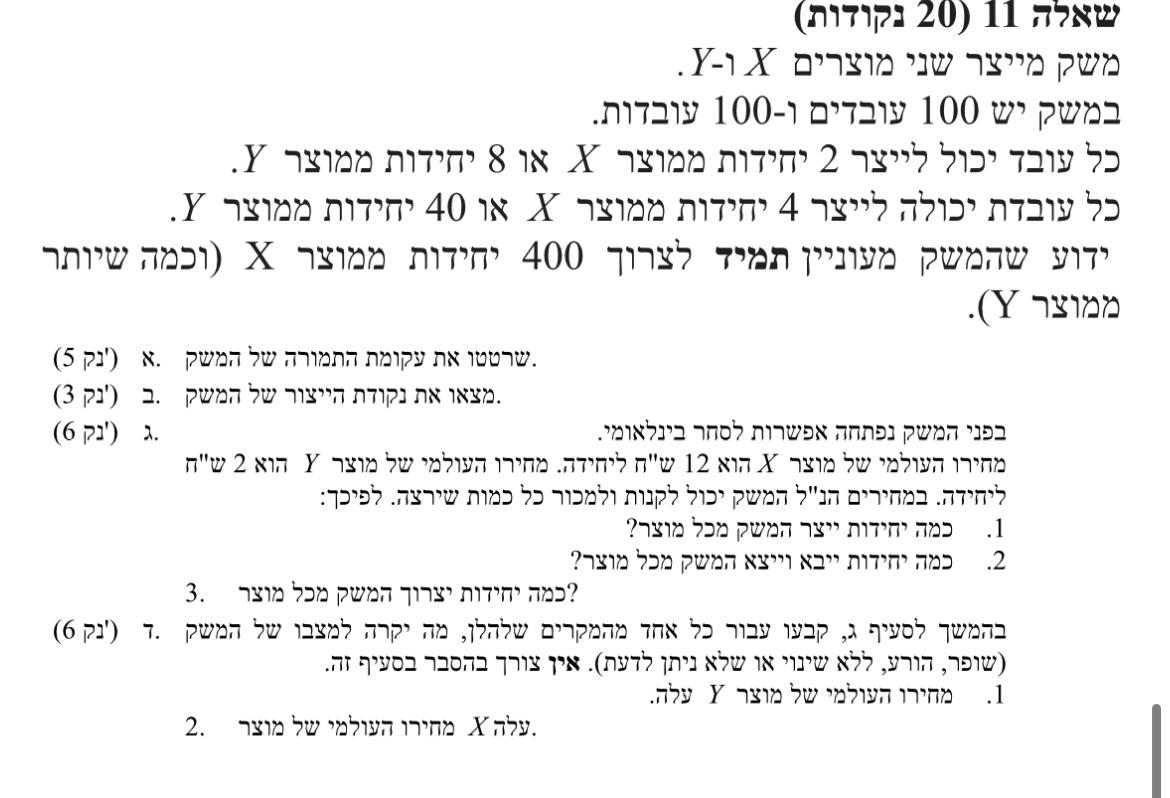 שאלה 11 (20 נקודות)
משק מייצר שני מוצרים X ו-Y.
במשק יש 100 עובדים ו-100 עובדות.
כל עובד יכול לייצר 2 יחידות ממוצר X או 8 יחידות ממוצר Y.
כל עובדת יכולה לייצר 4 יחידות ממוצר X או 40 יחידות ממוצר Y.
ידוע שהמשק מעוניין תמיד לצרוך 400 יחידות ממוצר X (וכמה שיותר
ממוצר Y).
(5 נק') א. שרטטו את עקומת התמורה של המשק.
(3 נק') ב. מצאו את נקודת הייצור של המשק.
(6 נק') ג. בפני המשק נפתחה אפשרות לסחר בינלאומי.
מחירו העולמי של מוצר X הוא 12 ש"ח ליחידה. מחירו העולמי של מוצר Y הוא 2 ש"ח
ליחידה. במחירים הנ"ל המשק יכול לקנות ולמכור כל כמות שירצה. לפיכך:
1. כמה יחידות ייצר המשק מכל מוצר?
2. כמה יחידות ייבא וייצא המשק מכל מוצר?
3. כמה יחידות יצרוך המשק מכל מוצר?
(6 נק') ד. בהמשך לסעיף ג, קבעו עבור כל אחד מהמקרים שלהלן, מה יקרה למצבו של המשק
(שופר, הורע, ללא שינוי או שלא ניתן לדעת). אין צורך בהסבר בסעיף זה.
1. מחירו העולמי של מוצר Y עלה.
2. מחירו העולמי של מוצר X עלה.